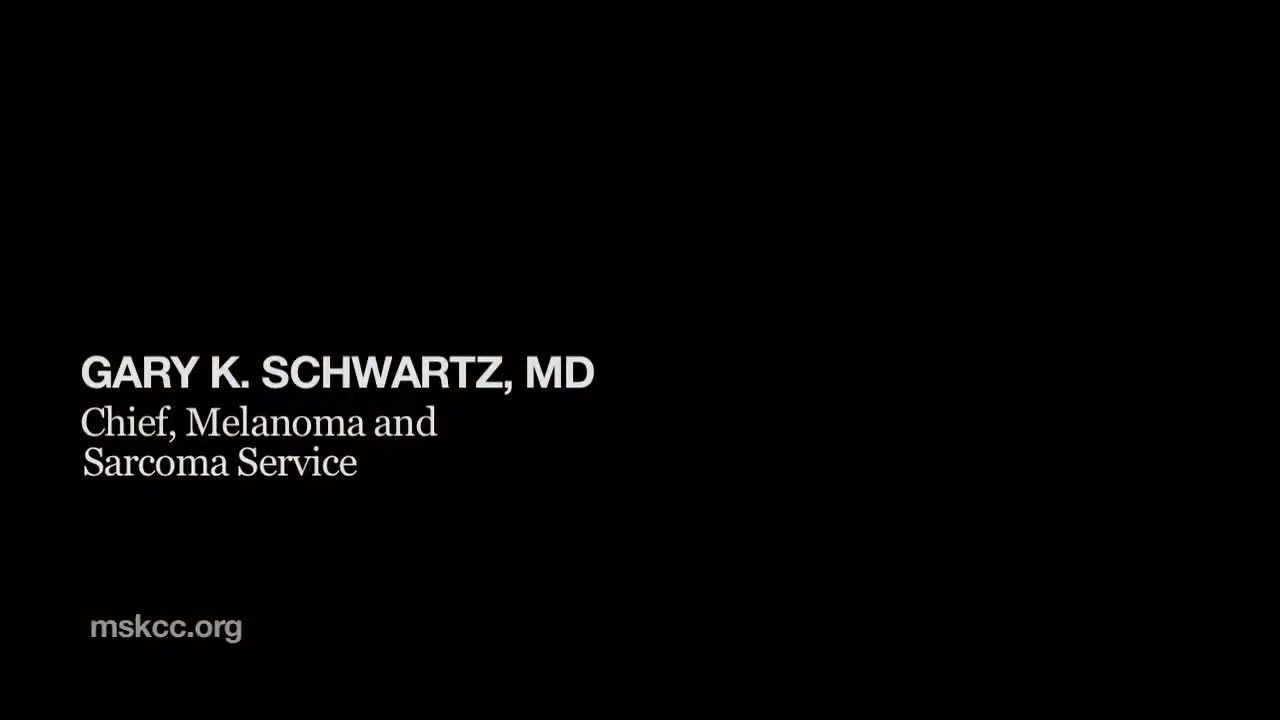 GARY K. SCHWARTZ, MD
Chief, Melanoma and
Sarcoma Service
mskcc.org